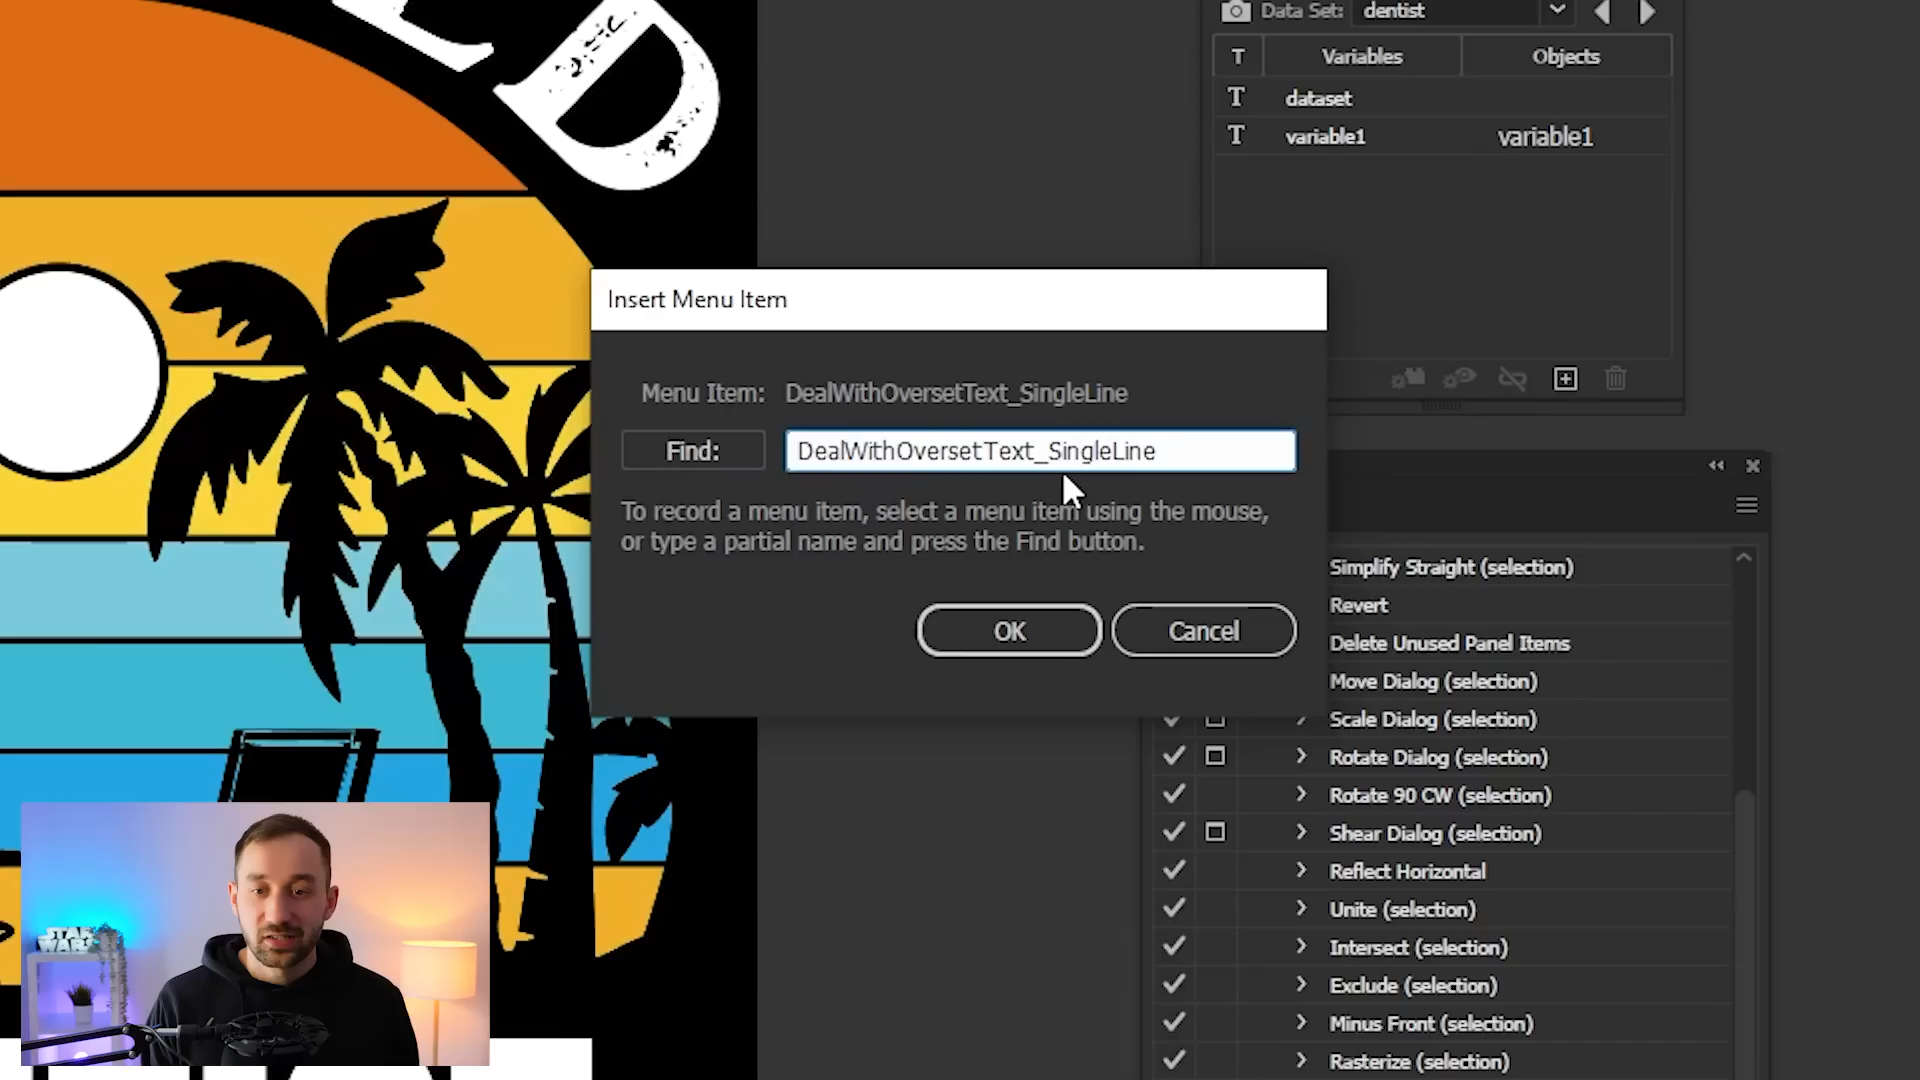 ED
Data Set: dentist
T Variables Objects
T dataset
T variable1 variable1
Insert Menu Item
Menu Item: DealWithOversetText_SingleLine
Find: DealWithOversetText_SingleLine
To record a menu item, select a menu item using the mouse,
or type a partial name and press the Find button.
OK Cancel
Simplify Straight (selection)
Revert
Delete Unused Panel Items
Move Dialog (selection)
Scale Dialog (selection)
Rotate Dialog (selection)
Rotate 90 CW (selection)
Shear Dialog (selection)
Reflect Horizontal
Unite (selection)
Intersect (selection)
Exclude (selection)
Minus Front (selection)
Rasterize (selection)
STAR
WARS